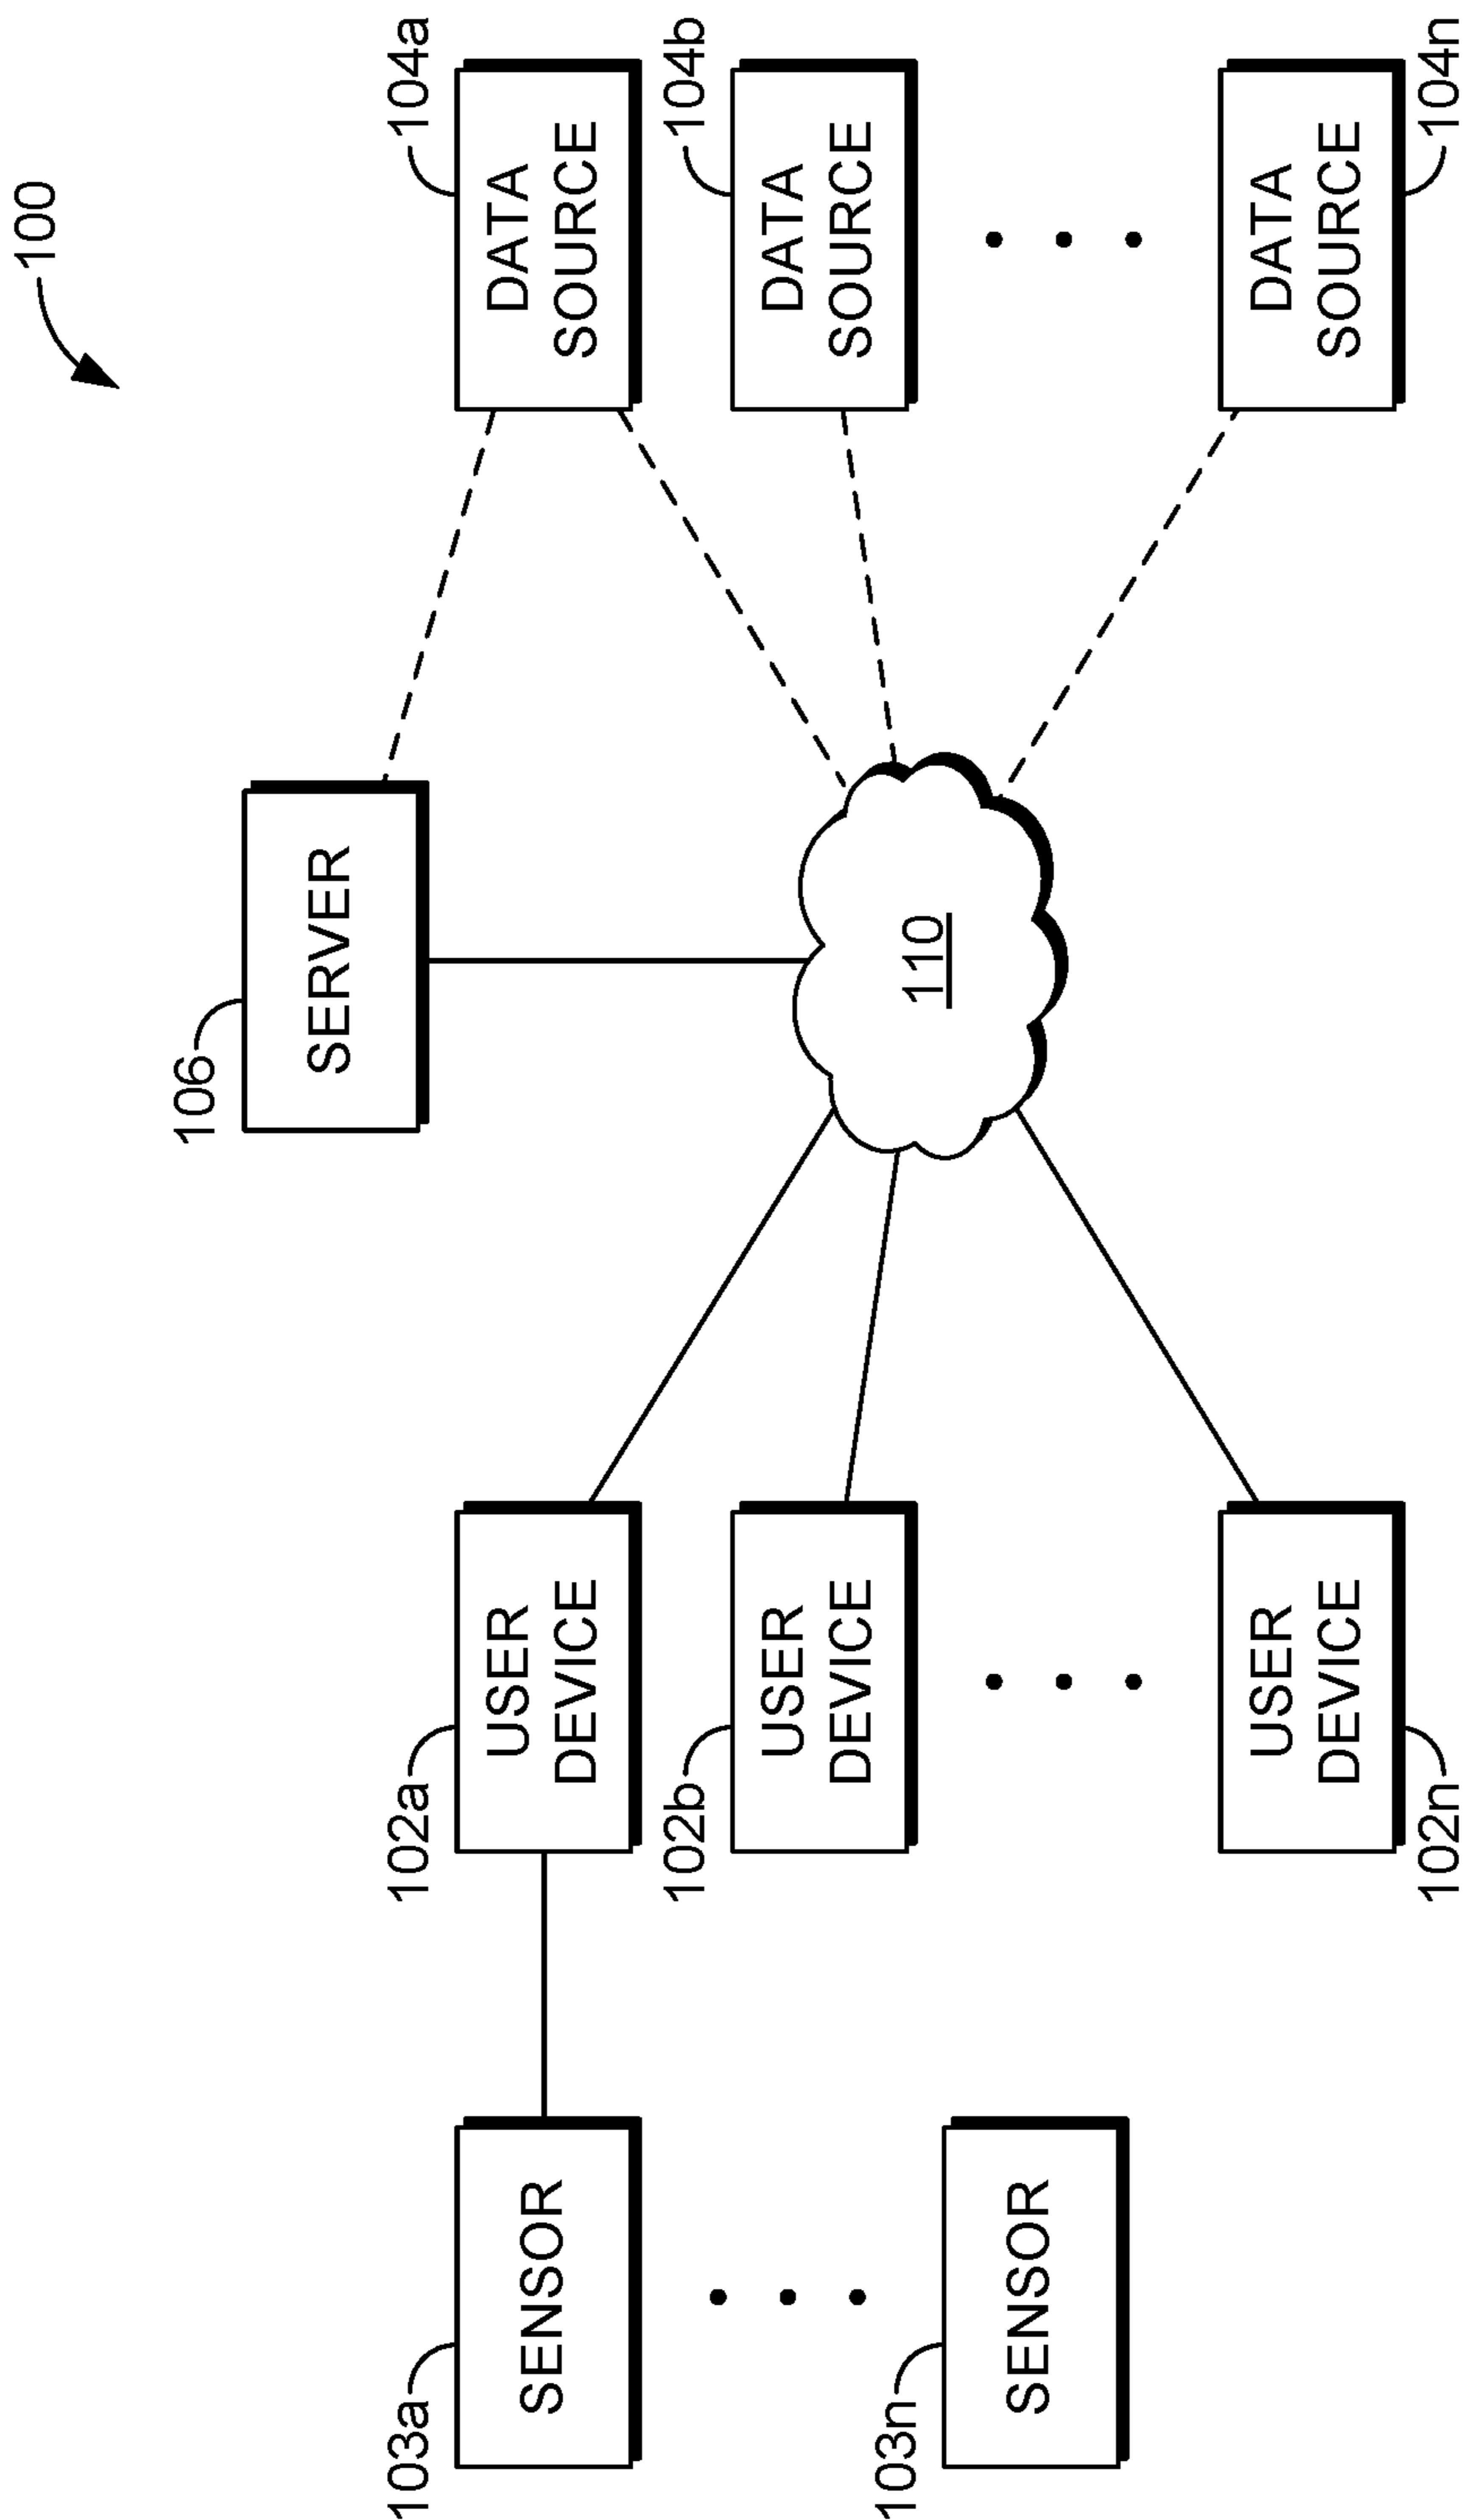 100
106
SERVER
103a
SENSOR
102a
USER
DEVICE
104a
DATA
SOURCE
102b
USER
DEVICE
104b
DATA
SOURCE
110
103n
SENSOR
USER
DEVICE
102n
DATA
SOURCE
104n